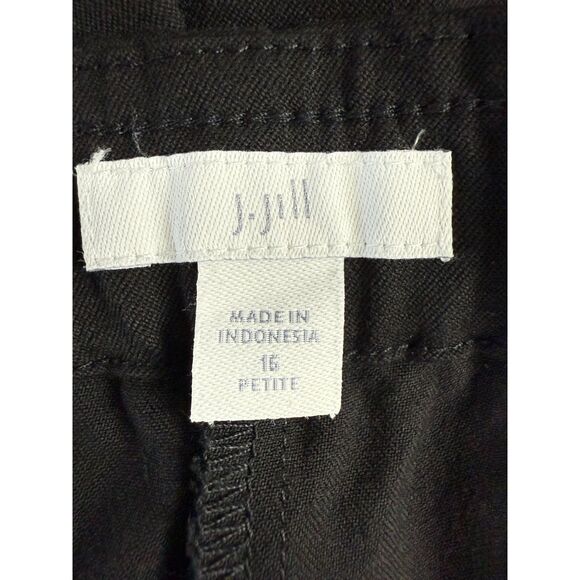 J.Jill
MADE IN
INDONESIA
16
PETITE